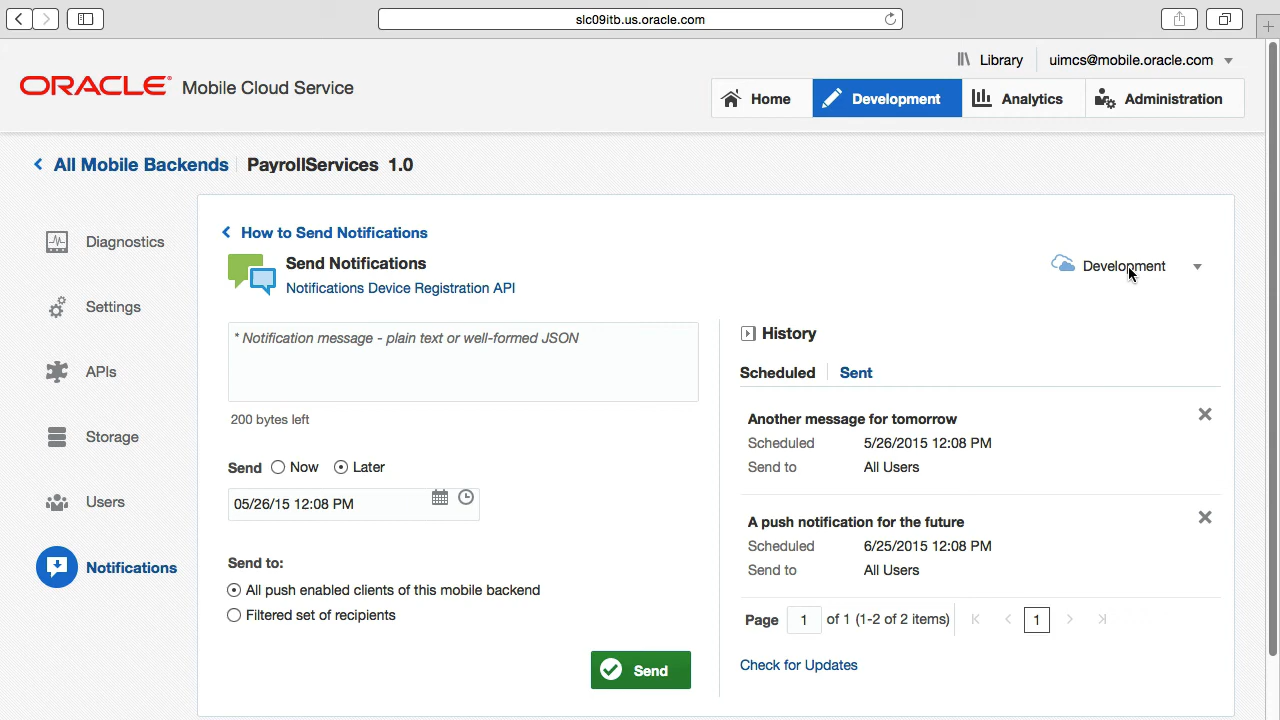 slc09itb.us.oracle.com
Library
uimcs@mobile.oracle.com
ORACLE Mobile Cloud Service
Home
Development
Analytics
Administration
All Mobile Backends
PayrollServices 1.0
Diagnostics
Settings
APIs
Storage
Users
Notifications
How to Send Notifications
Send Notifications
Notifications Device Registration API
Development
* Notification message - plain text or well-formed JSON
200 bytes left
Send Now Later
05/26/15 12:08 PM
Send to:
All push enabled clients of this mobile backend
Filtered set of recipients
Send
History
Scheduled Sent
Another message for tomorrow
Scheduled 5/26/2015 12:08 PM
Send to All Users
A push notification for the future
Scheduled 6/25/2015 12:08 PM
Send to All Users
Page 1 of 1 (1-2 of 2 items) 1
Check for Updates